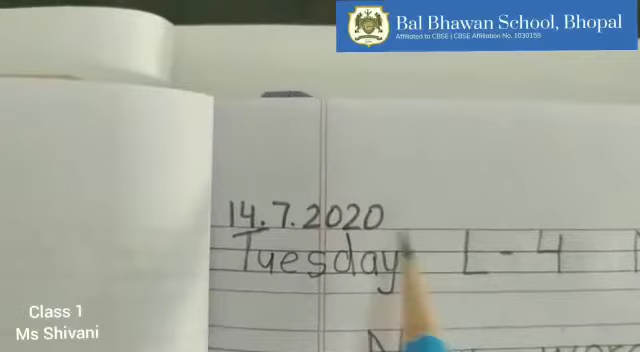 Bal Bhawan School, Bhopal
Affiliated to CBSE | CBSE Affiliation No. 1030159
14.7.2020
Tuesday L-4
Class 1
Ms Shivani